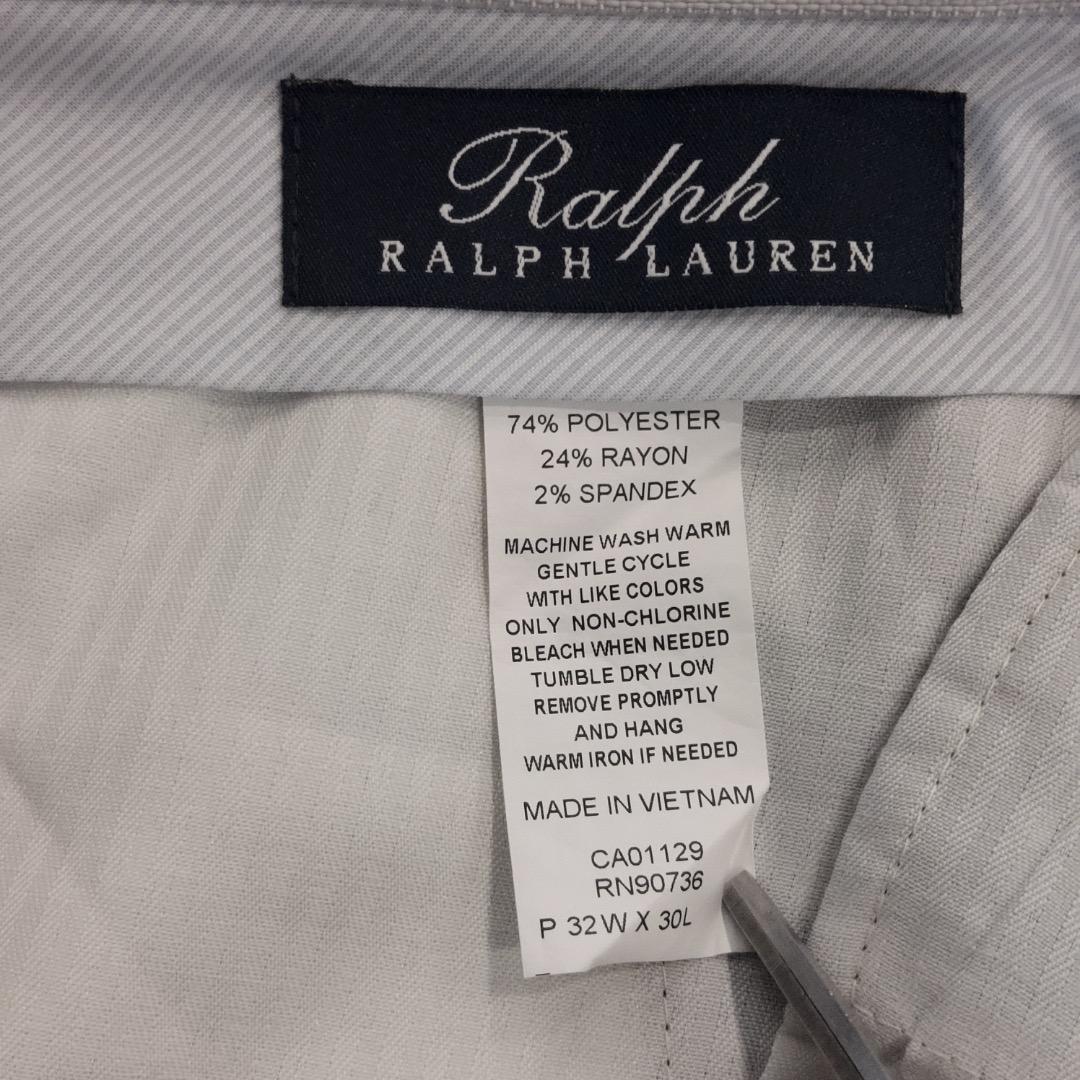 Ralph
RALPH LAUREN
74% POLYESTER
24% RAYON
2% SPANDEX
MACHINE WASH WARM
GENTLE CYCLE
WITH LIKE COLORS
ONLY NON-CHLORINE
BLEACH WHEN NEEDED
TUMBLE DRY LOW
REMOVE PROMPTLY
AND HANG
WARM IRON IF NEEDED
MADE IN VIETNAM
CA01129
RN90736
P 32W X 30L